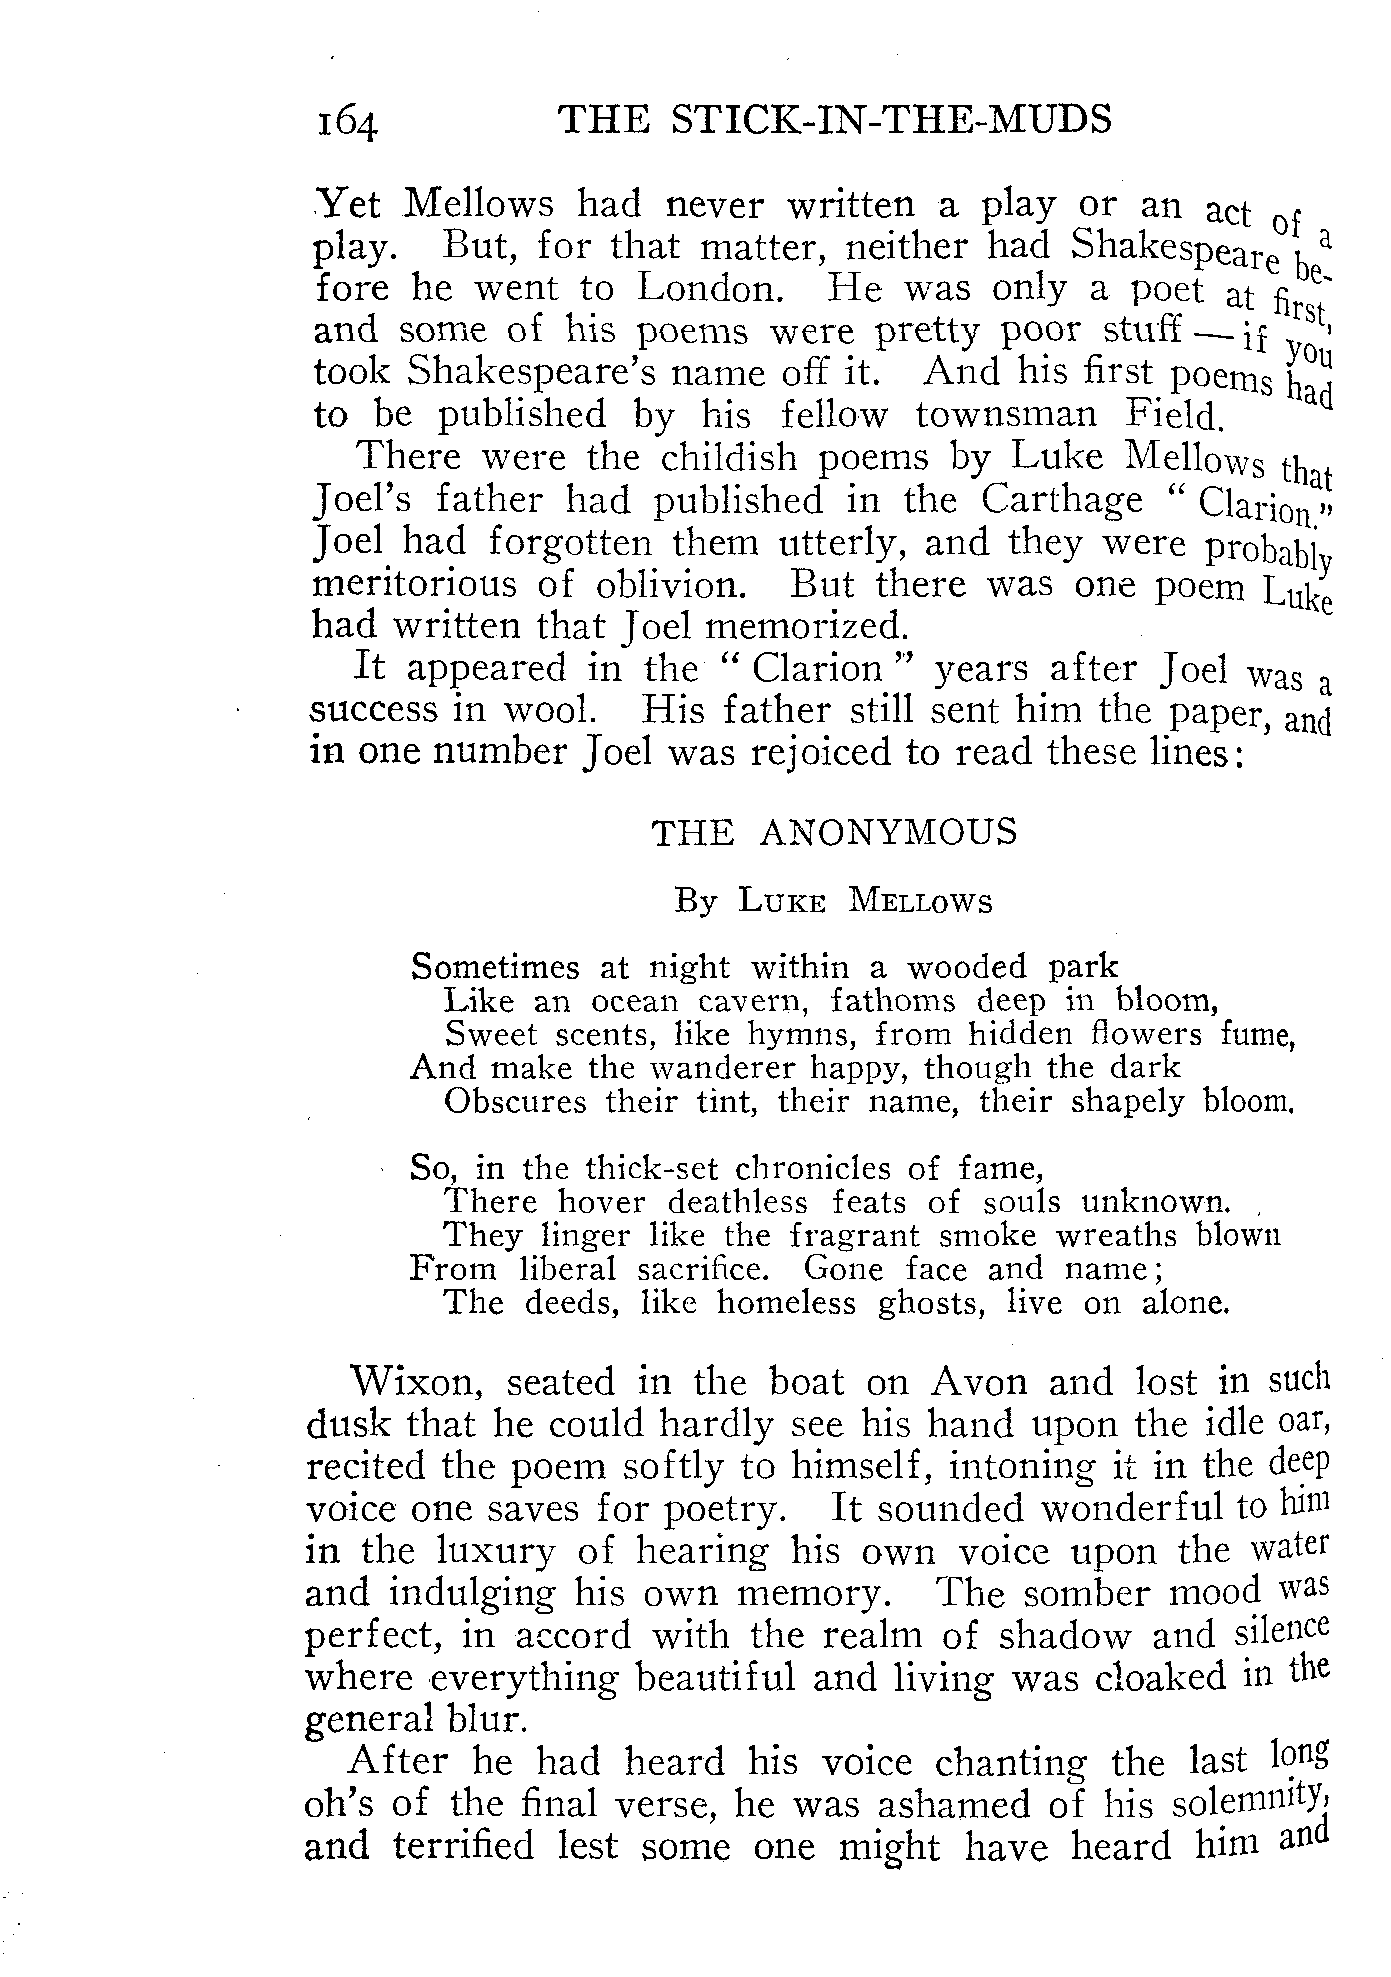 164 THE STICK-IN-THE-MUDS
Yet Mellows had never written a play or an act of a
play. But, for that matter, neither had Shakespeare be-
fore he went to London. He was only a poet at first,
and some of his poems were pretty poor stuff — if you
took Shakespeare's name off it. And his first poems had
to be published by his fellow townsman Field.
There were the childish poems by Luke Mellows that
Joel's father had published in the Carthage " Clarion."
Joel had forgotten them utterly, and they were probably
meritorious of oblivion. But there was one poem Luke
had written that Joel memorized.
It appeared in the " Clarion " years after Joel was a
success in wool. His father still sent him the paper, and
in one number Joel was rejoiced to read these lines:
THE ANONYMOUS
By Luke Mellows
Sometimes at night within a wooded park
Like an ocean cavern, fathoms deep in bloom,
Sweet scents, like hymns, from hidden flowers fume,
And make the wanderer happy, though the dark
Obscures their tint, their name, their shapely bloom.
So, in the thick-set chronicles of fame,
There hover deathless feats of souls unknown.
They linger like the fragrant smoke wreaths blown
From liberal sacrifice. Gone face and name;
The deeds, like homeless ghosts, live on alone.
Wixon, seated in the boat on Avon and lost in such
dusk that he could hardly see his hand upon the idle oar,
recited the poem softly to himself, intoning it in the deep
voice one saves for poetry. It sounded wonderful to him
in the luxury of hearing his own voice upon the water
and indulging his own memory. The somber mood was
perfect, in accord with the realm of shadow and silence
where everything beautiful and living was cloaked in the
general blur.
After he had heard his voice chanting the last long
oh's of the final verse, he was ashamed of his solemnity,
and terrified lest some one might have heard him and